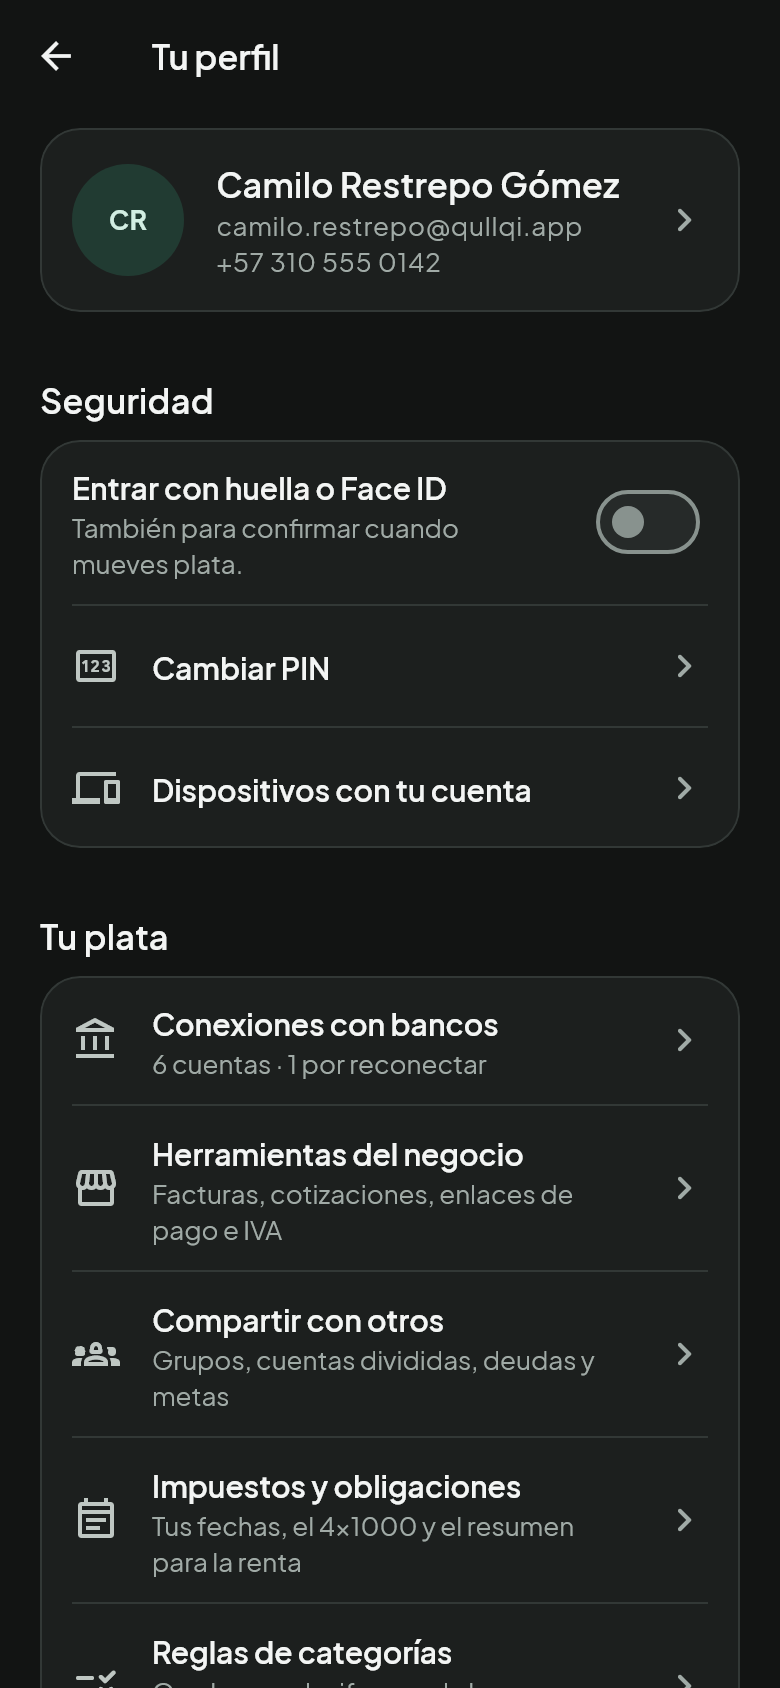 Tu perfil
CR
Camilo Restrepo Gómez
camilo.restrepo@qullqi.app
+57 310 555 0142
Seguridad
Entrar con huella o Face ID
También para confirmar cuando
mueves plata.
123
Cambiar PIN
Dispositivos con tu cuenta
Tu plata
Conexiones con bancos
6 cuentas · 1 por reconectar
Herramientas del negocio
Facturas, cotizaciones, enlaces de
pago e IVA
Compartir con otros
Grupos, cuentas divididas, deudas y
metas
Impuestos y obligaciones
Tus fechas, el 4×1000 y el resumen
para la renta
Reglas de categorías